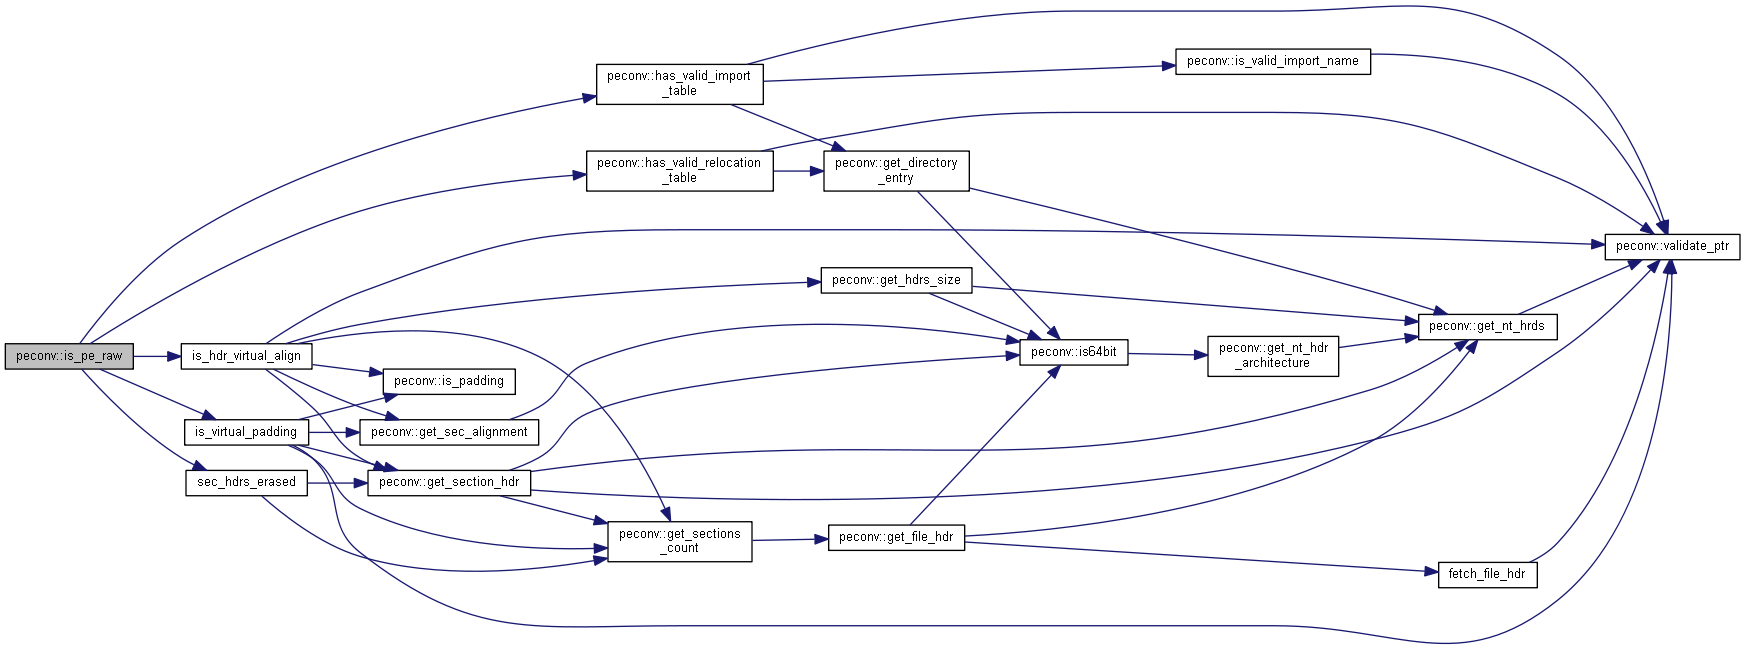 peconv::has_valid_import
_table
peconv::is_valid_import_name
peconv::has_valid_relocation
_table
peconv::get_directory
_entry
peconv::validate_ptr
peconv::get_hdrs_size
peconv::get_nt_hrds
peconv::is_pe_raw
is_hdr_virtual_align
peconv::is64bit
peconv::get_nt_hdr
_architecture
peconv::is_padding
is_virtual_padding
peconv::get_sec_alignment
sec_hdrs_erased
peconv::get_section_hdr
peconv::get_sections
_count
peconv::get_file_hdr
fetch_file_hdr